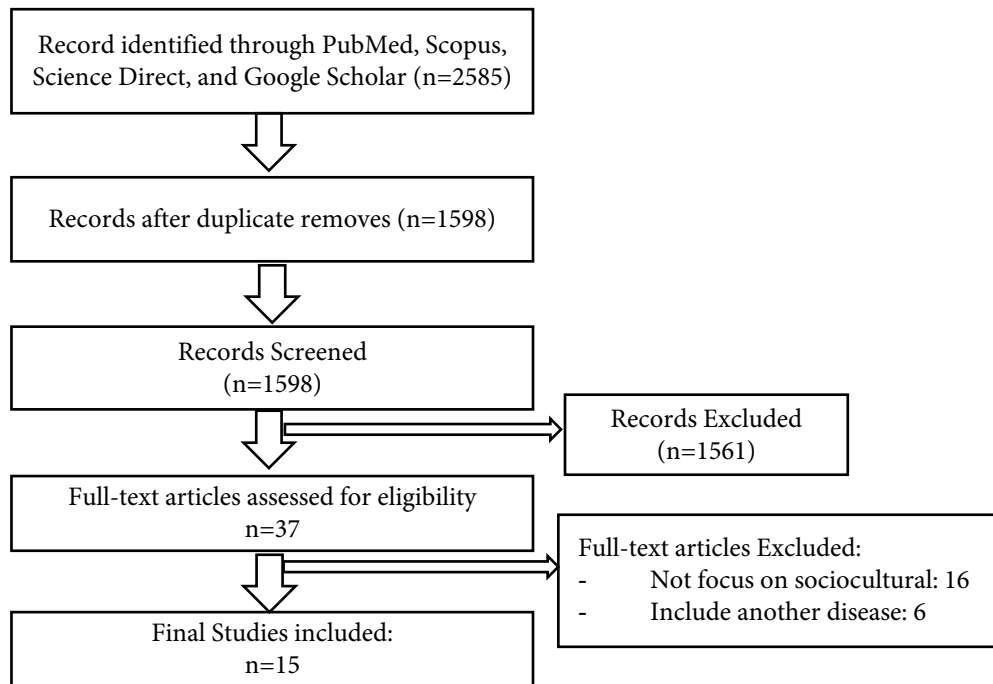 Record identified through PubMed, Scopus,
Science Direct, and Google Scholar (n=2585)
Records after duplicate removes (n=1598)
Records Screened
(n=1598)
Records Excluded
(n=1561)
Full-text articles assessed for eligibility
n=37
Full-text articles Excluded:
- Not focus on sociocultural: 16
- Include another disease: 6
Final Studies included:
n=15